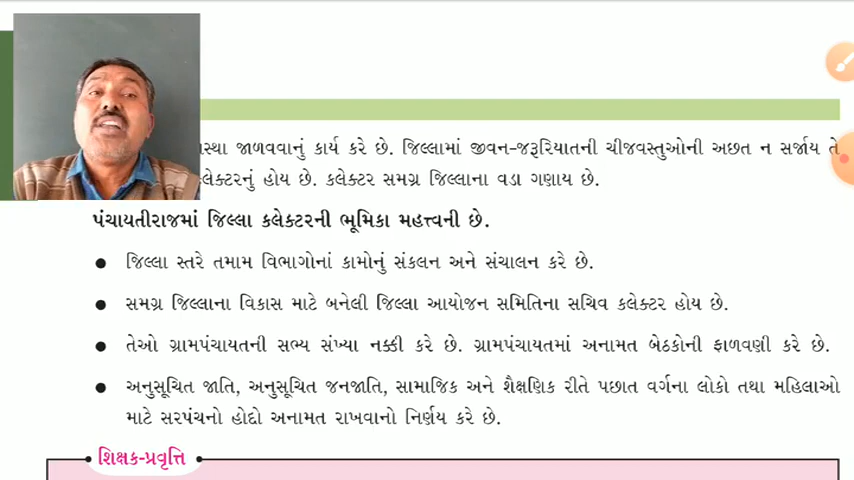 જાળવવાનું કાર્ય કરે છે. જિલ્લામાં જીવન-જરૂરિયાતની ચીજવસ્તુઓની અછત ન સર્જાય તે
હોય છે. કલેક્ટર સમગ્ર જિલ્લાના વડા ગણાય છે.
પંચાયતીરાજમાં જિલ્લા કલેક્ટરની ભૂમિકા મહત્ત્વની છે.
● જિલ્લા સ્તરે તમામ વિભાગોનાં કામોનું સંકલન અને સંચાલન કરે છે.
● સમગ્ર જિલ્લાના વિકાસ માટે બનેલી જિલ્લા આયોજન સમિતિના સચિવ કલેક્ટર હોય છે.
● તેઓ ગ્રામપંચાયતની સભ્ય સંખ્યા નક્કી કરે છે. ગ્રામપંચાયતમાં અનામત બેઠકોની ફાળવણી કરે છે.
● અનુસૂચિત જાતિ, અનુસૂચિત જનજાતિ, સામાજિક અને શૈક્ષણિક રીતે પછાત વર્ગના લોકો તથા મહિલાઓ
માટે સરપંચનો હોદ્દો અનામત રાખવાનો નિર્ણય કરે છે.
શિક્ષક-પ્રવૃત્તિ